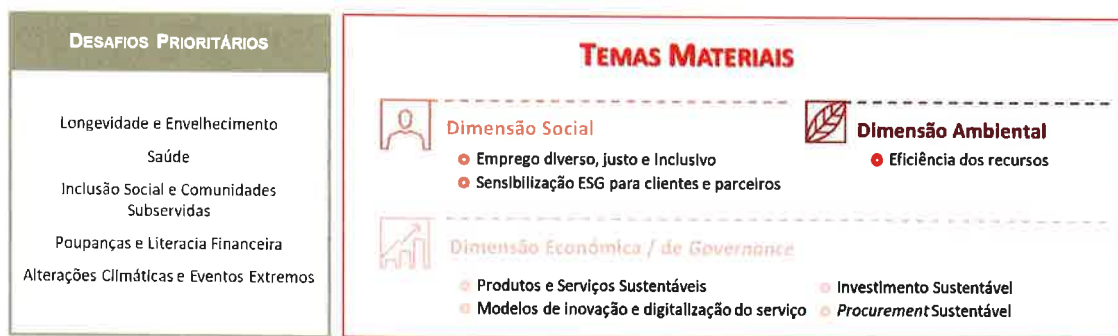 DESAFIOS PRIORITÁRIOS
Longevidade e Envelhecimento
Saúde
Inclusão Social e Comunidades
Subservidas
Poupanças e Literacia Financeira
Alterações Climáticas e Eventos Extremos
TEMAS MATERIAIS
Dimensão Social
Emprego diverso, justo e inclusivo
Sensibilização ESG para clientes e parceiros
Dimensão Ambiental
Eficiência dos recursos
Dimensão Económica / de Governance
Produtos e Serviços Sustentáveis
Modelos de inovação e digitalização do serviço
Investimento Sustentável
Procurement Sustentável